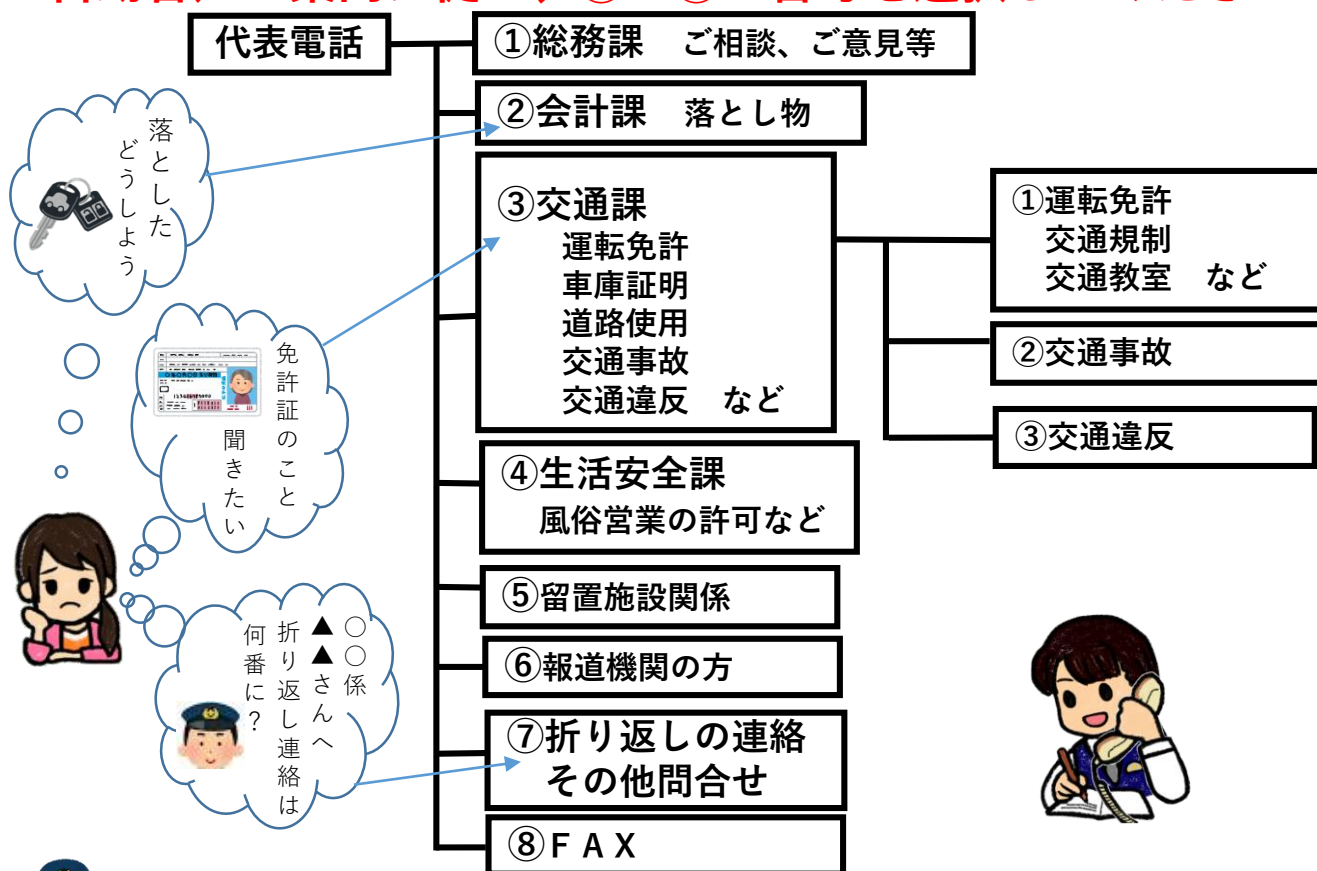 代表電話
①総務課　ご相談、ご意見等
②会計課　落とし物
③交通課
運転免許
車庫証明
道路使用
交通事故
交通違反　など
①運転免許
交通規制
交通教室　など
②交通事故
③交通違反
④生活安全課
風俗営業の許可など
⑤留置施設関係
⑥報道機関の方
⑦折り返しの連絡
その他問合せ
⑧ＦＡＸ
落とした
どうしよう
免許証のこと
聞きたい
○○係
▲▲さんへ
折り返し連絡は
何番に？